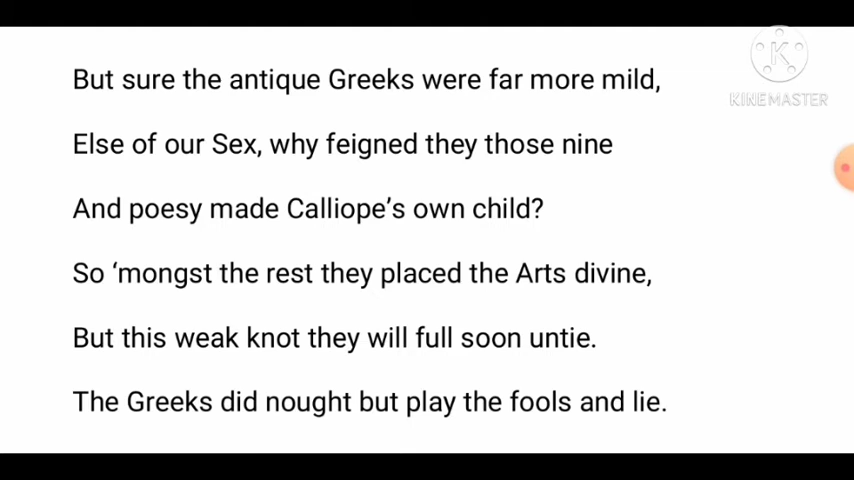 But sure the antique Greeks were far more mild,
KINEMASTER
Else of our Sex, why feigned they those nine
And poesy made Calliope’s own child?
So ‘mongst the rest they placed the Arts divine,
But this weak knot they will full soon untie.
The Greeks did nought but play the fools and lie.